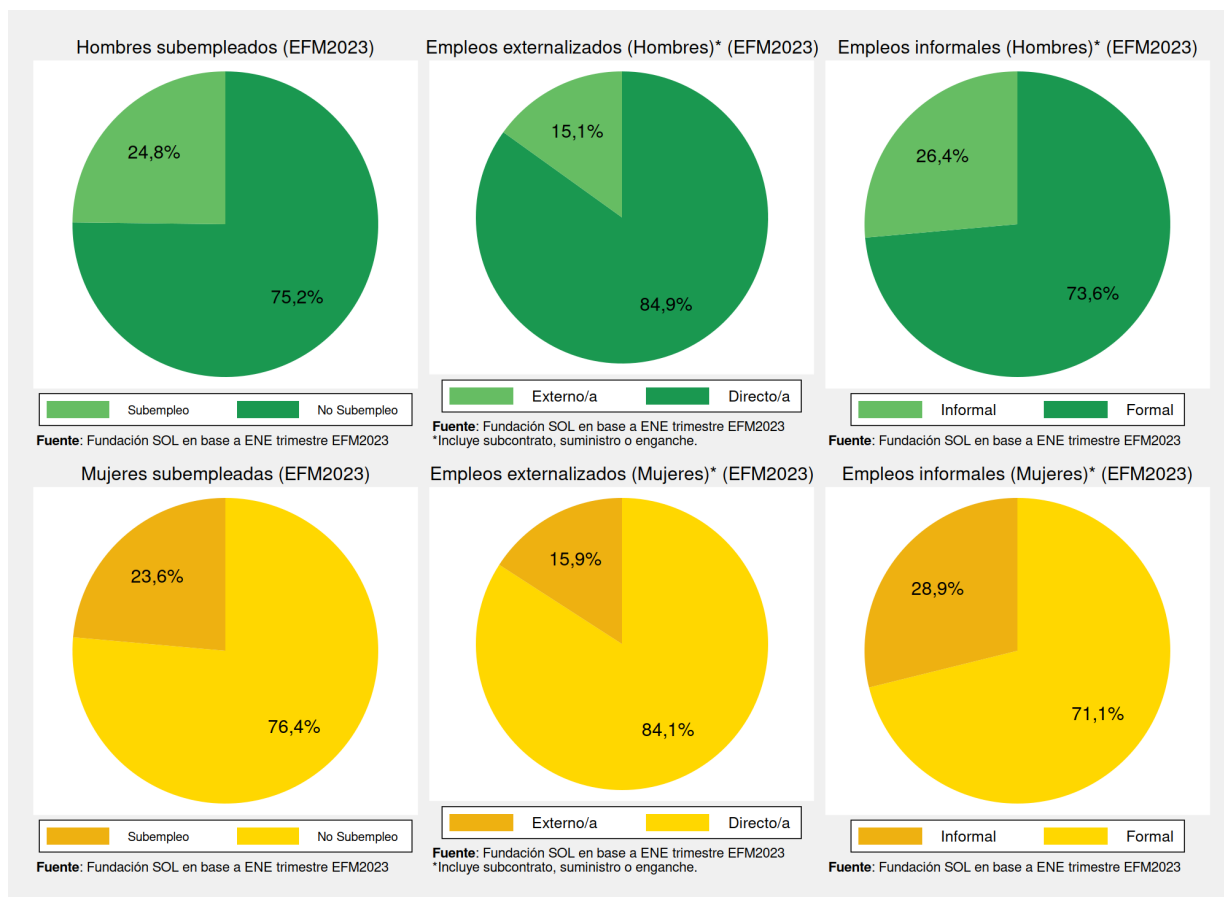 Hombres subempleados (EFM2023)
24,8%
75,2%
Subempleo No Subempleo
Fuente: Fundación SOL en base a ENE trimestre EFM2023
Empleos externalizados (Hombres)* (EFM2023)
15,1%
84,9%
Externo/a Directo/a
Fuente: Fundación SOL en base a ENE trimestre EFM2023
*Incluye subcontrato, suministro o enganche.
Empleos informales (Hombres)* (EFM2023)
26,4%
73,6%
Informal Formal
Fuente: Fundación SOL en base a ENE trimestre EFM2023
Mujeres subempleadas (EFM2023)
23,6%
76,4%
Subempleo No Subempleo
Fuente: Fundación SOL en base a ENE trimestre EFM2023
Empleos externalizados (Mujeres)* (EFM2023)
15,9%
84,1%
Externo/a Directo/a
Fuente: Fundación SOL en base a ENE trimestre EFM2023
*Incluye subcontrato, suministro o enganche.
Empleos informales (Mujeres)* (EFM2023)
28,9%
71,1%
Informal Formal
Fuente: Fundación SOL en base a ENE trimestre EFM2023